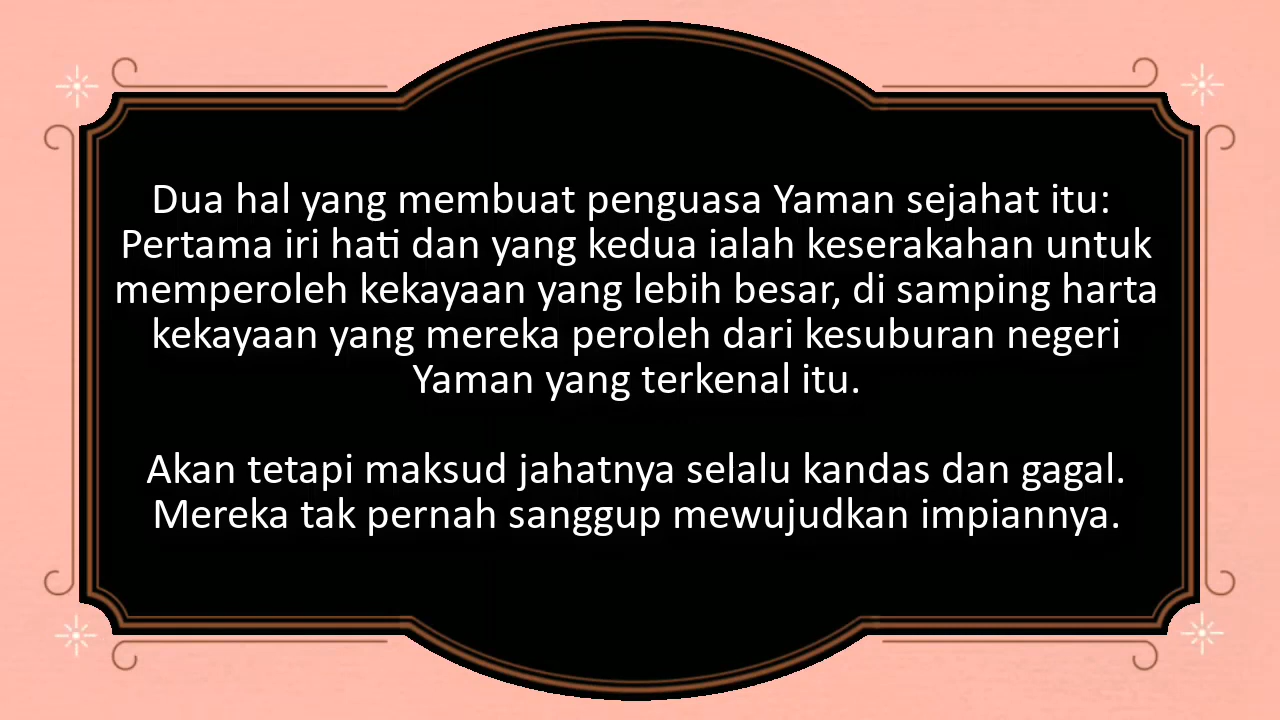 Dua hal yang membuat penguasa Yaman sejahat itu:
Pertama iri hati dan yang kedua ialah keserakahan untuk
memperoleh kekayaan yang lebih besar, di samping harta
kekayaan yang mereka peroleh dari kesuburan negeri
Yaman yang terkenal itu.
Akan tetapi maksud jahatnya selalu kandas dan gagal.
Mereka tak pernah sanggup mewujudkan impiannya.